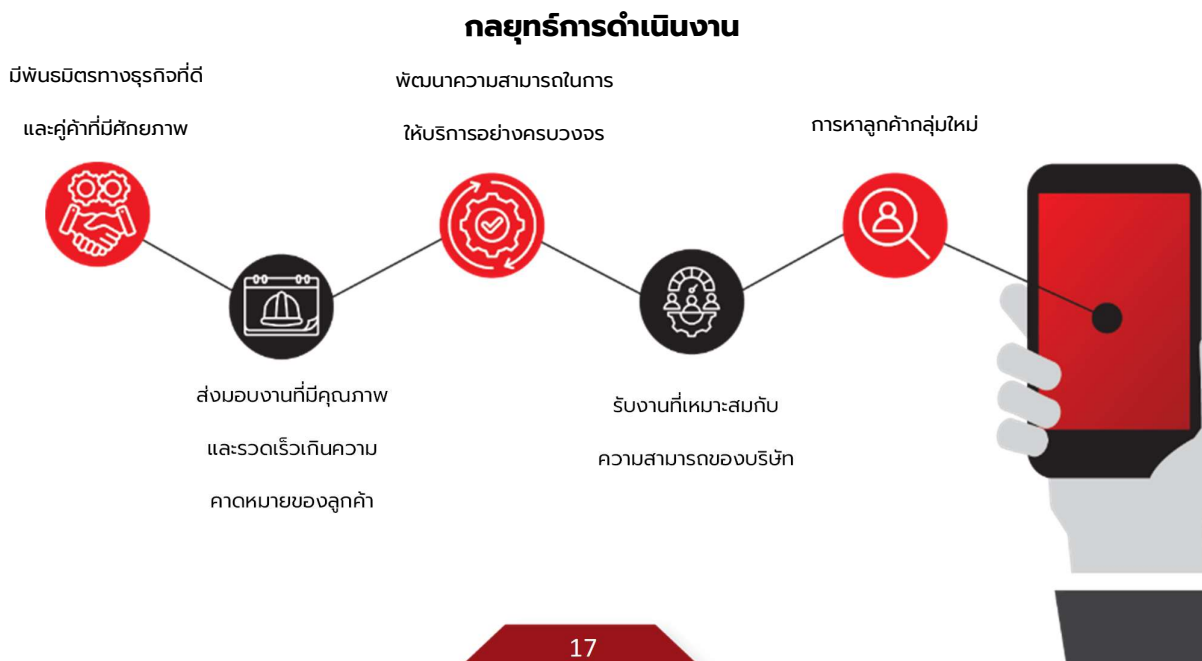 กลยุทธ์การดำเนินงาน
มีพันธมิตรทางธุรกิจที่ดี
และคู่ค้าที่มีศักยภาพ
ส่งมอบงานที่มีคุณภาพ
และรวดเร็วเกินความ
คาดหมายของลูกค้า
พัฒนาความสามารถในการ
ให้บริการอย่างครบวงจร
รับงานที่เหมาะสมกับ
ความสามารถของบริษัท
การหาลูกค้ากลุ่มใหม่
17